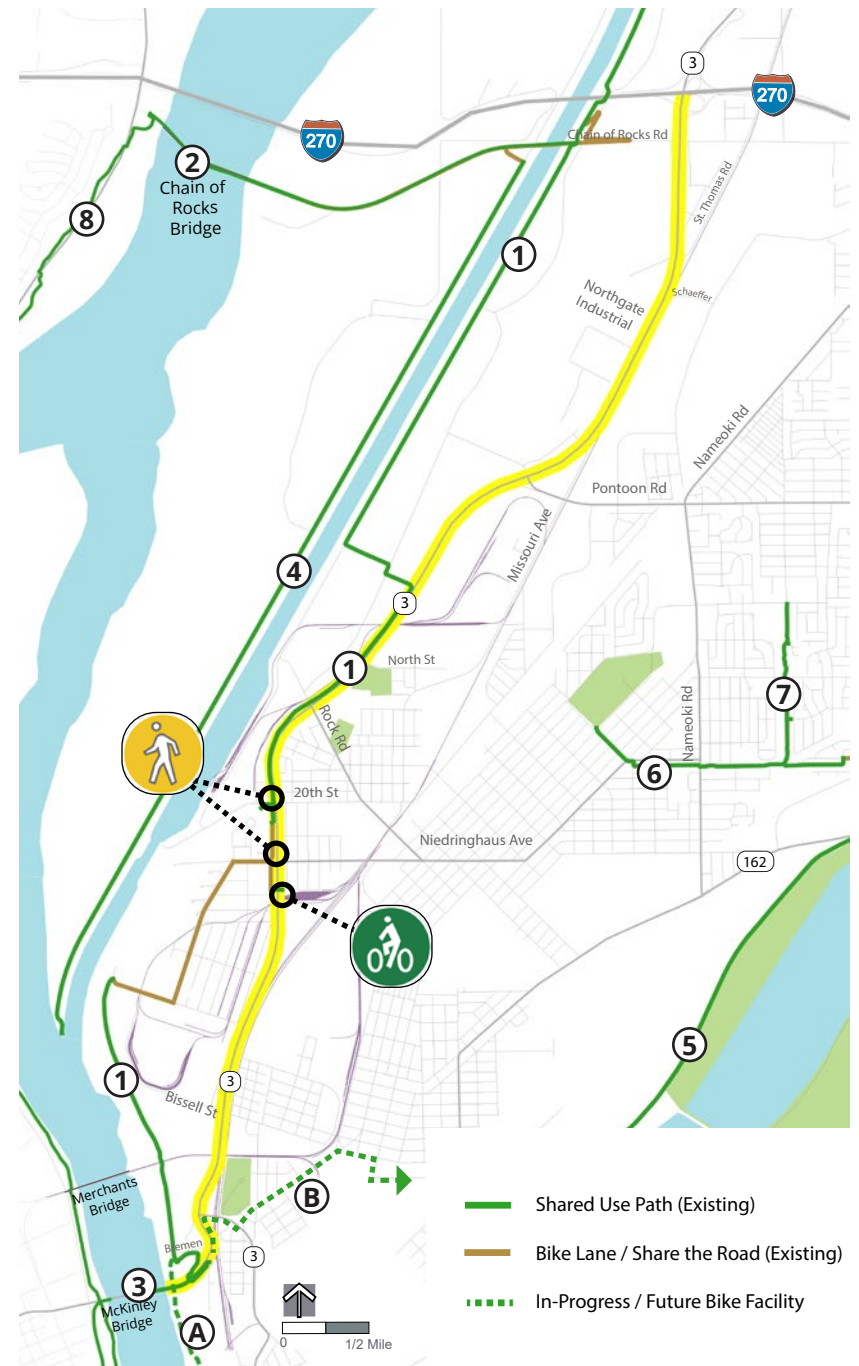 3
270
270
Chain of Rocks Rd
2
Chain of
Rocks
Bridge
St. Thomas Rd
8
1
Northgate
Industrial
Schaeffer
Nameoki Rd
Pontoon Rd
Missouri Ave
4
3
North St
1
Nameoki Rd
7
Rock Rd
6
20th St
Niedringhaus Ave
162
5
1
3
Bissell St
Merchants
Bridge
B
Bremen
3
3
McKinley
Bridge
A
0
1/2 Mile
Shared Use Path (Existing)
Bike Lane / Share the Road (Existing)
In-Progress / Future Bike Facility